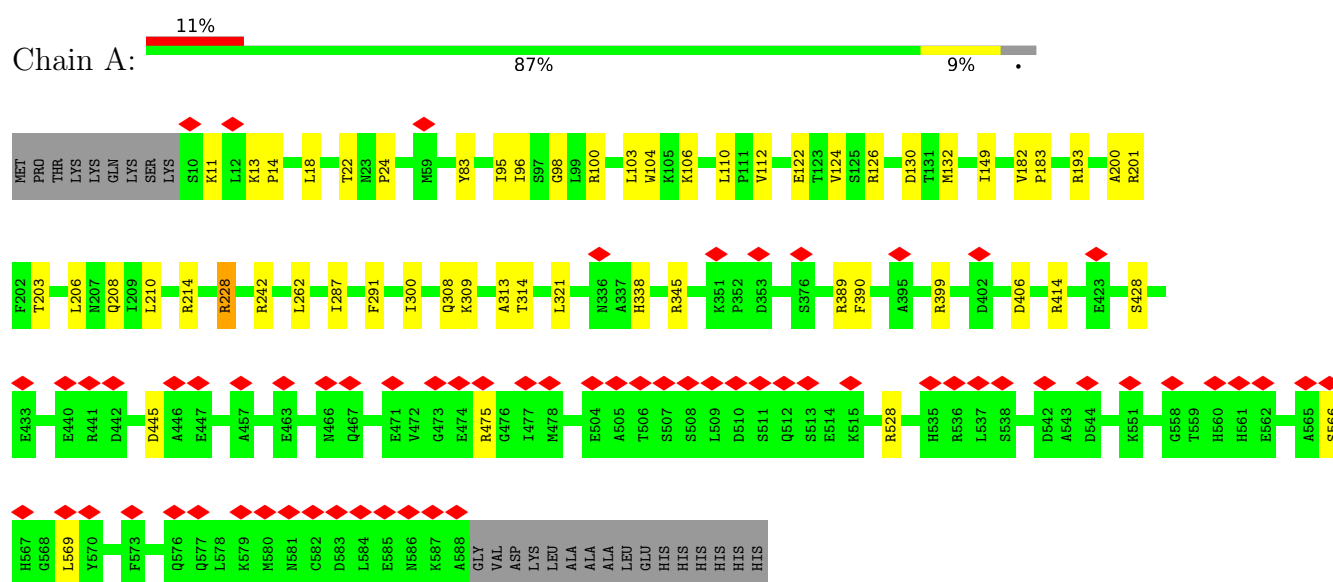 11%
Chain A:
87% 9% •
MET PRO THR LYS LYS GLN LYS SER LYS S10 K11 L12 K13 P14 L18 T22 N23 P24 M59 Y83 I95 I96 S97 G98 L99 R100 L103 W104 K105 K106 L110 P111 V112 E122 T123 V124 S125 R126 D130 T131 M132 I149 V182 P183 R193 A200 R201
F202 T203 L206 N207 Q208 I209 L210 R214 R228 R242 L262 I287 F291 I300 Q308 K309 A313 T314 L321 N336 A337 H338 R345 K351 P352 D353 S376 R389 F390 A395 R399 D402 D406 R414 E423 S428
E433 E440 R441 D442 D445 A446 E447 A457 E463 N466 Q467 E471 V472 G473 E474 R475 G476 I477 M478 E504 A505 T506 S507 S508 L509 D510 S511 Q512 S513 E514 K515 R528 H535 R536 L537 S538 D542 A543 D544 K551 G558 T559 H560 H561 E562 A565 S566
H567 G568 L569 Y570 F573 Q576 Q577 L578 K579 M580 N581 C582 D583 L584 E585 N586 K587 A588 GLY VAL ASP LYS LEU ALA ALA ALA LEU GLU HIS HIS HIS HIS HIS HIS